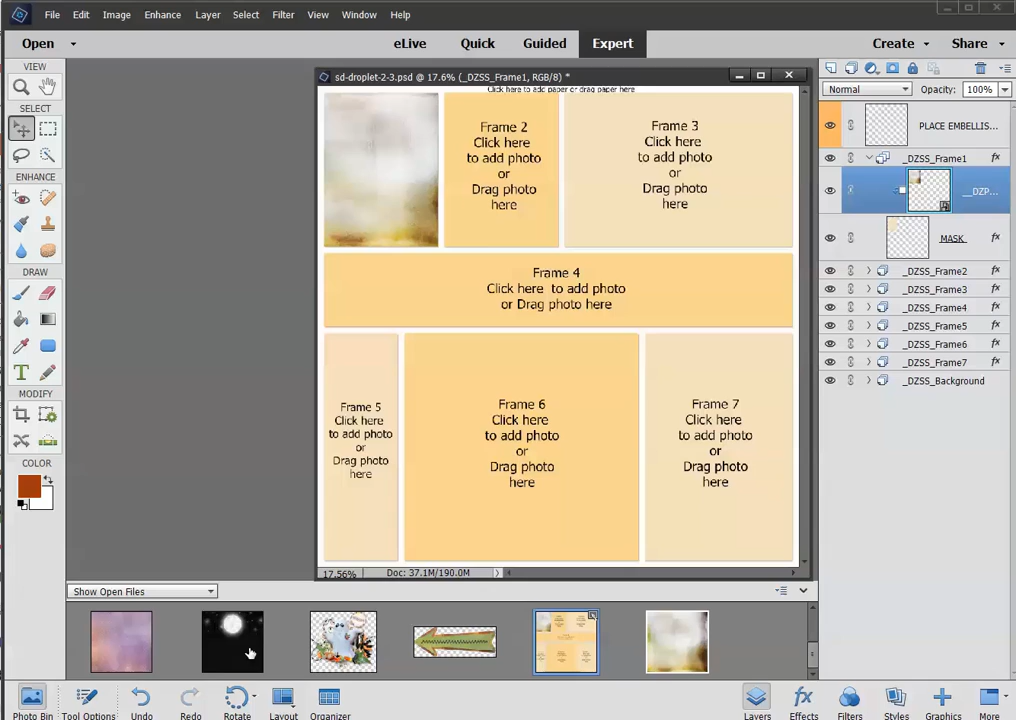 File Edit Image Enhance Layer Select Filter View Window Help
Open eLive Quick Guided Expert Create Share
VIEW
SELECT
ENHANCE
DRAW
T
MODIFY
COLOR
sd-droplet-2-3.psd @ 17.6% (_DZSS_Frame1, RGB/8) *
Click here to add paper or drag paper here
Frame 2
Click here
to add photo
or
Drag photo
here
Frame 3
Click here
to add photo
or
Drag photo
here
Frame 4
Click here to add photo
or Drag photo here
Frame 5
Click here
to add photo
or
Drag photo
here
Frame 6
Click here
to add photo
or
Drag photo
here
Frame 7
Click here
to add photo
or
Drag photo
here
17.56% Doc: 37.1M/190.0M
Normal Opacity: 100%
PLACE EMBELLIS...
_DZSS_Frame1 fx
__DZP...
MASK fx
_DZSS_Frame2 fx
_DZSS_Frame3 fx
_DZSS_Frame4 fx
_DZSS_Frame5 fx
_DZSS_Frame6 fx
_DZSS_Frame7 fx
_DZSS_Background
Show Open Files
Photo Bin Tool Options Undo Redo Rotate Layout Organizer Layers Effects Filters Styles Graphics More